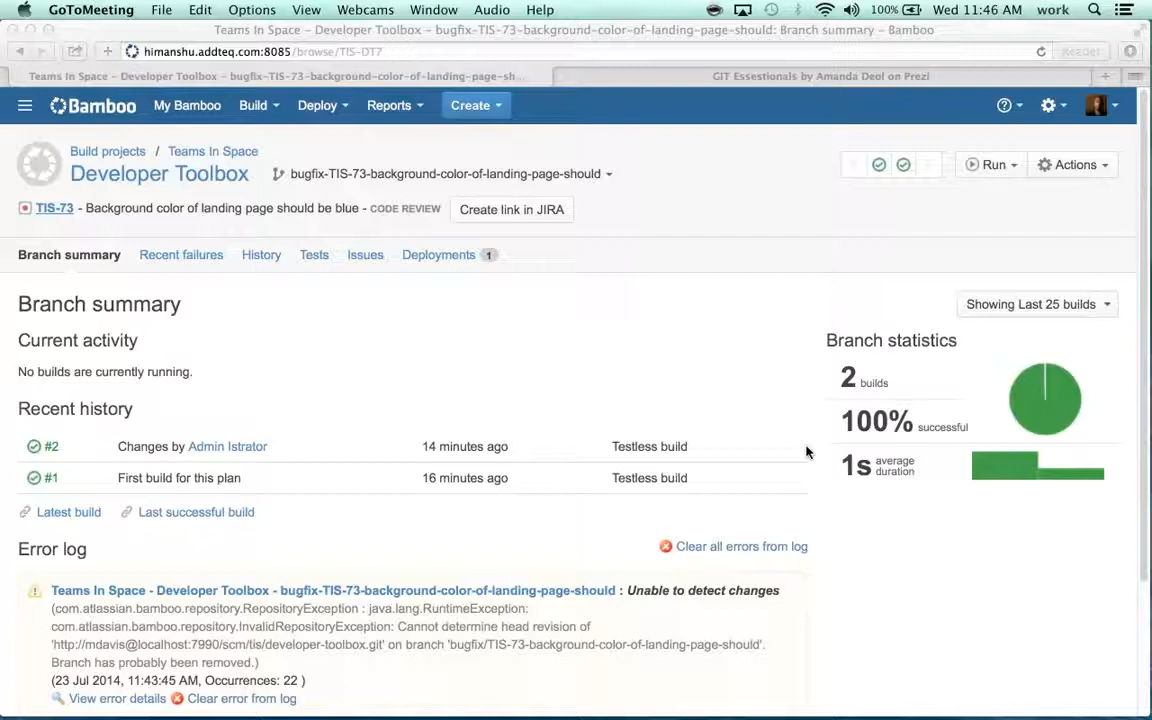 GoToMeeting File Edit Options View Webcams Window Audio Help 100% Wed 11:46 AM work
Teams In Space – Developer Toolbox – bugfix-TIS-73-background-color-of-landing-page-should: Branch summary – Bamboo
himanshu.addteq.com:8085/browse/TIS-DT7 Reader
Teams In Space – Developer Toolbox – bugfix-TIS-73-background-color-of-landing-page-sh... GIT Essestionals by Amanda Deol on Prezi
Bamboo My Bamboo Build Deploy Reports Create
Build projects / Teams In Space
Developer Toolbox bugfix-TIS-73-background-color-of-landing-page-should Run Actions
TIS-73 - Background color of landing page should be blue - CODE REVIEW Create link in JIRA
Branch summary Recent failures History Tests Issues Deployments 1
Branch summary Showing Last 25 builds
Current activity
No builds are currently running.
Recent history
#2 Changes by Admin Istrator 14 minutes ago Testless build
#1 First build for this plan 16 minutes ago Testless build
Latest build Last successful build
Branch statistics
2 builds
100% successful
1s average duration
Error log Clear all errors from log
Teams In Space - Developer Toolbox - bugfix-TIS-73-background-color-of-landing-page-should : Unable to detect changes
(com.atlassian.bamboo.repository.RepositoryException : java.lang.RuntimeException:
com.atlassian.bamboo.repository.InvalidRepositoryException: Cannot determine head revision of
'http://mdavis@localhost:7990/scm/tis/developer-toolbox.git' on branch 'bugfix/TIS-73-background-color-of-landing-page-should'.
Branch has probably been removed.)
(23 Jul 2014, 11:43:45 AM, Occurrences: 22 )
View error details Clear error from log